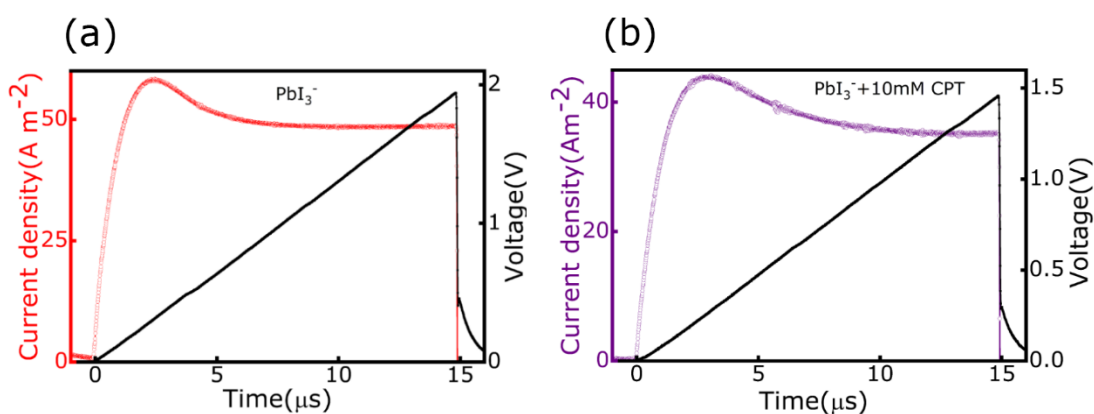 (a)
Current density(A m⁻²)
50
25
0
PbI₃⁻
2
1
0
Voltage(V)
0
5
10
15
Time(μs)
(b)
Current density(Am⁻²)
40
20
0
PbI₃⁻+10mM CPT
1.5
1.0
0.5
0.0
Voltage(V)
0
5
10
15
Time(μs)